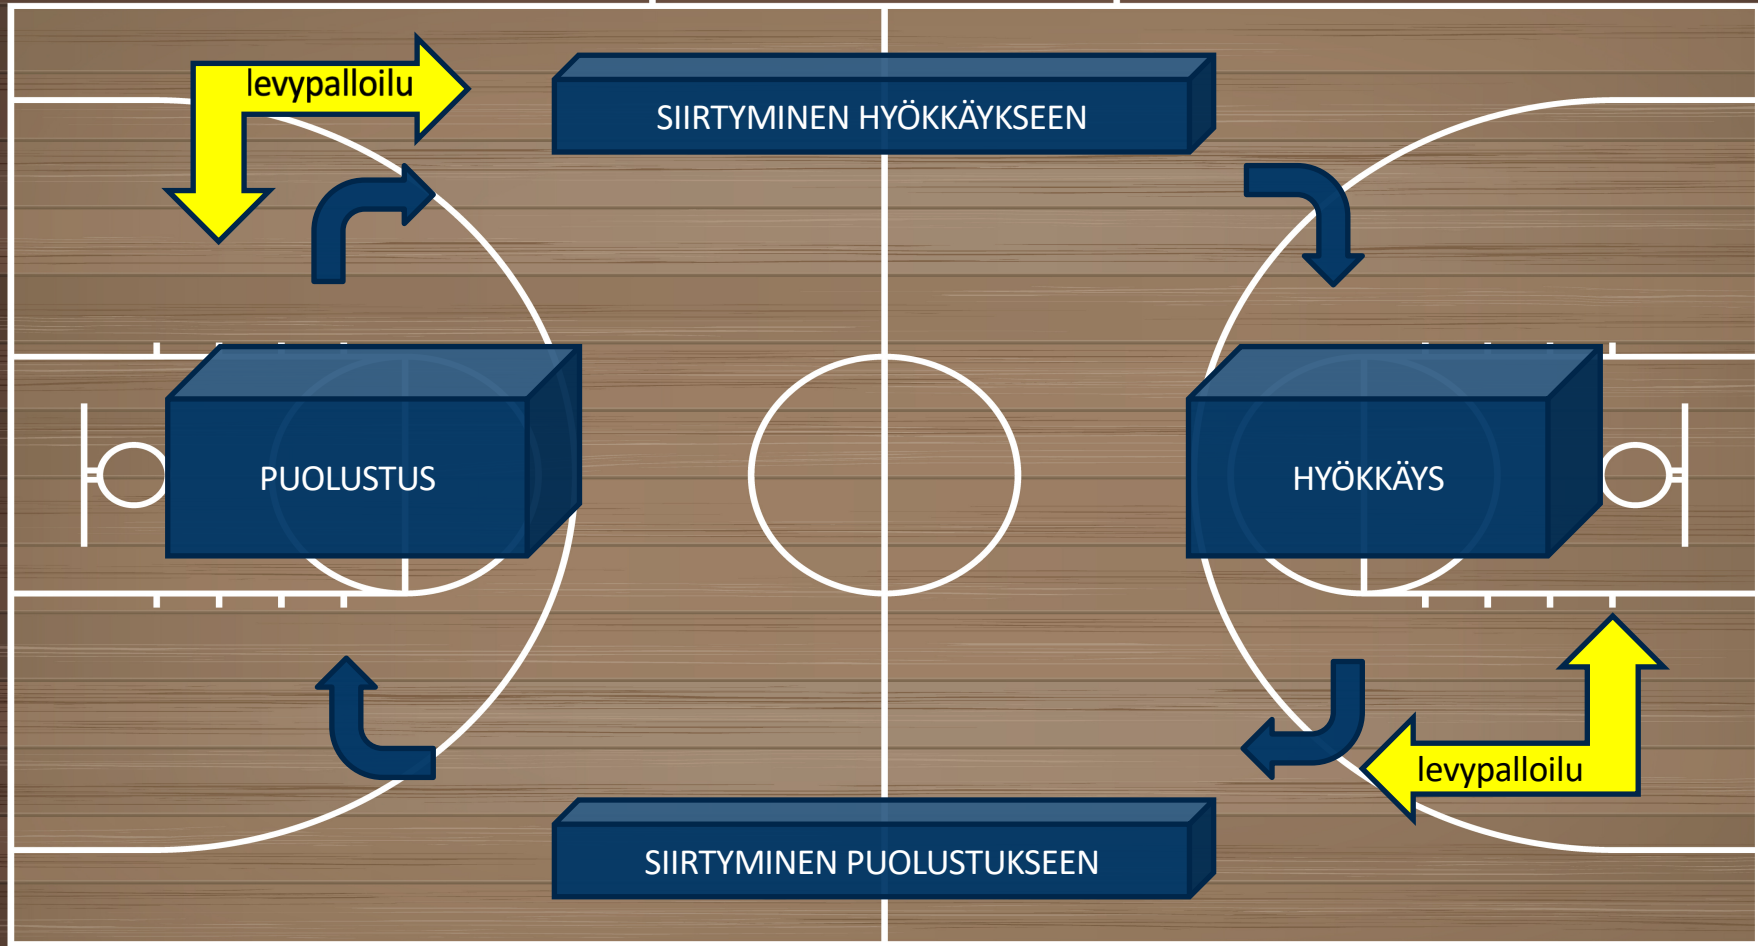 levypalloilu
SIIRTYMINEN HYÖKKÄYKSEEN
PUOLUSTUS
HYÖKKÄYS
levypalloilu
SIIRTYMINEN PUOLUSTUKSEEN